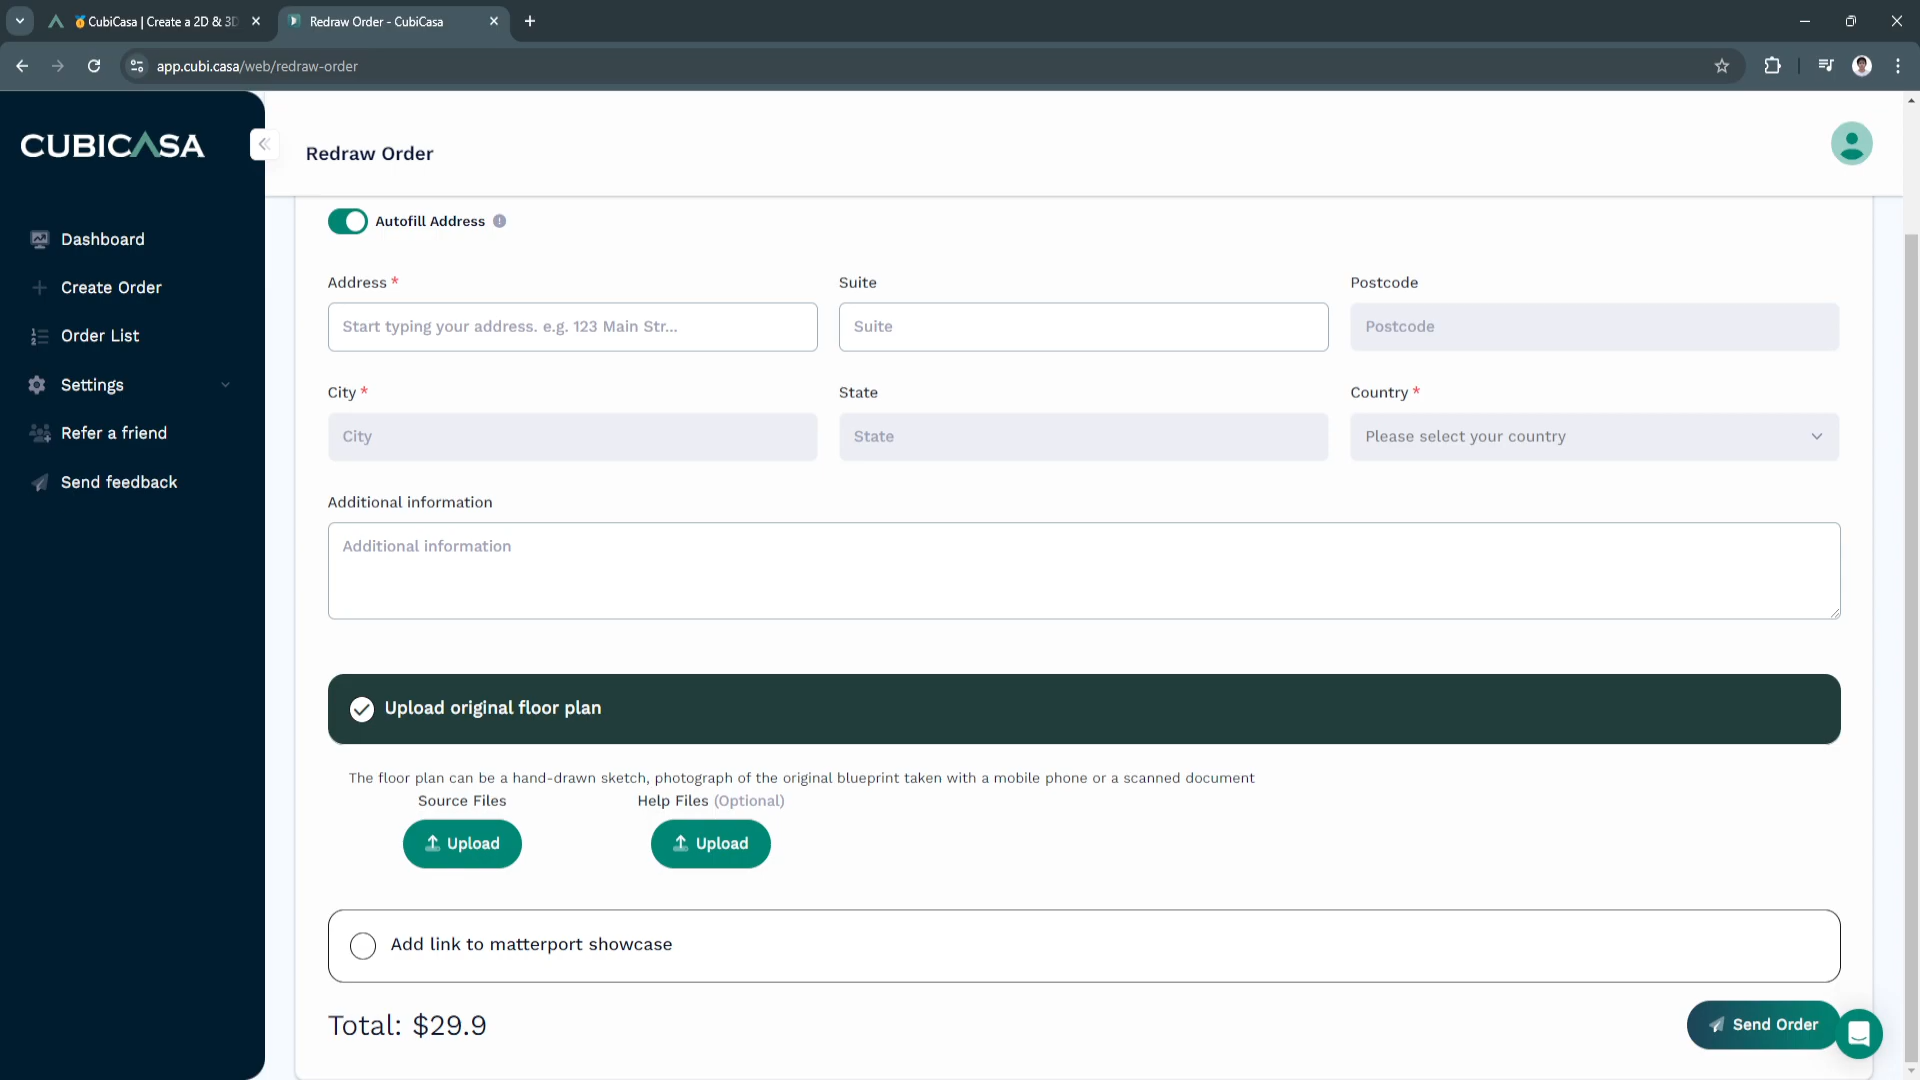 CubiCasa | Create a 2D & 3D
Redraw Order - CubiCasa
app.cubi.casa/web/redraw-order
CUBICASA
Redraw Order
Dashboard
Create Order
Order List
Settings
Refer a friend
Send feedback
Autofill Address
Address *
Suite
Postcode
Start typing your address. e.g. 123 Main Str...
Suite
Postcode
City *
State
Country *
City
State
Please select your country
Additional information
Additional information
Upload original floor plan
The floor plan can be a hand-drawn sketch, photograph of the original blueprint taken with a mobile phone or a scanned document
Source Files
Help Files (Optional)
Upload
Upload
Add link to matterport showcase
Total: $29.9
Send Order